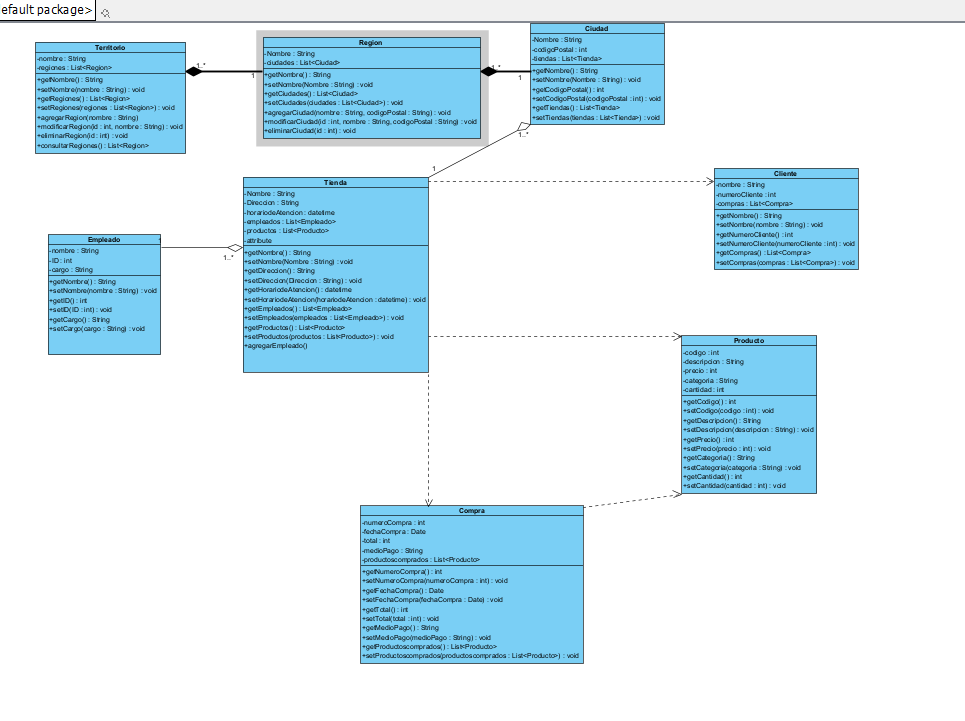 efault package>
Territorio
-nombre : String
-regiones : List<Region>
+getNombre() : String
+setNombre(nombre : String) : void
+getRegiones() : List<Region>
+setRegiones(regiones : List<Region>) : void
+agregarRegion(nombre : String)
+modificarRegion(id : int, nombre : String) : void
+eliminarRegion(id : int) : void
+consultarRegiones() : List<Region>
1..*
1
Region
-Nombre : String
-ciudades : List<Ciudad>
+getNombre() : String
+setNombre(Nombre : String) : void
+getCiudades() : List<Ciudad>
+setCiudades(ciudades : List<Ciudad>) : void
+agregarCiudad(nombre : String, codigoPostal : String) : void
+modificarCiudad(id : int, nombre : String, codigoPostal : String) : void
+eliminarCiudad(id : int) : void
1..*
1
Ciudad
-Nombre : String
-codigoPostal : int
-tiendas : List<Tienda>
+getNombre() : String
+setNombre(Nombre : String) : void
+getCodigoPostal() : int
+setCodigoPostal(codigoPostal : int) : void
+getTiendas() : List<Tienda>
+setTiendas(tiendas : List<Tienda>) : void
1..*
1
Tienda
-Nombre : String
-Direccion : String
-horariodeAtencion : datetime
-empleados : List<Empleado>
-productos : List<Producto>
-attribute
+getNombre() : String
+setNombre(Nombre : String) : void
+getDireccion() : String
+setDireccion(Direccion : String) : void
+getHorariodeAtencion() : datetime
+setHorariodeAtencion(horariodeAtencion : datetime) : void
+getEmpleados() : List<Empleado>
+setEmpleados(empleados : List<Empleado>) : void
+getProductos() : List<Producto>
+setProductos(productos : List<Producto>) : void
+agregarEmpleado()
Cliente
-nombre : String
-numeroCliente : int
-compras : List<Compra>
+getNombre() : String
+setNombre(nombre : String) : void
+getNumeroCliente() : int
+setNumeroCliente(numeroCliente : int) : void
+getCompras() : List<Compra>
+setCompras(compras : List<Compra>) : void
Empleado
-nombre : String
-ID : int
-cargo : String
+getNombre() : String
+setNombre(nombre : String) : void
+getID() : int
+setID(ID : int) : void
+getCargo() : String
+setCargo(cargo : String) : void
1..*
Producto
-codigo : int
-descripcion : String
-precio : int
-categoria : String
-cantidad : int
+getCodigo() : int
+setCodigo(codigo : int) : void
+getDescripcion() : String
+setDescripcion(descripcion : String) : void
+getPrecio() : int
+setPrecio(precio : int) : void
+getCategoria() : String
+setCategoria(categoria : String) : void
+getCantidad() : int
+setCantidad(cantidad : int) : void
Compra
-numeroCompra : int
-fechaCompra : Date
-total : int
-medioPago : String
-productoscomprados : List<Producto>
+getNumeroCompra() : int
+setNumeroCompra(numeroCompra : int) : void
+getFechaCompra() : Date
+setFechaCompra(fechaCompra : Date) : void
+getTotal() : int
+setTotal(total : int) : void
+getMedioPago() : String
+setMedioPago(medioPago : String) : void
+getProductoscomprados() : List<Producto>
+setProductoscomprados(productoscomprados : List<Producto>) : void